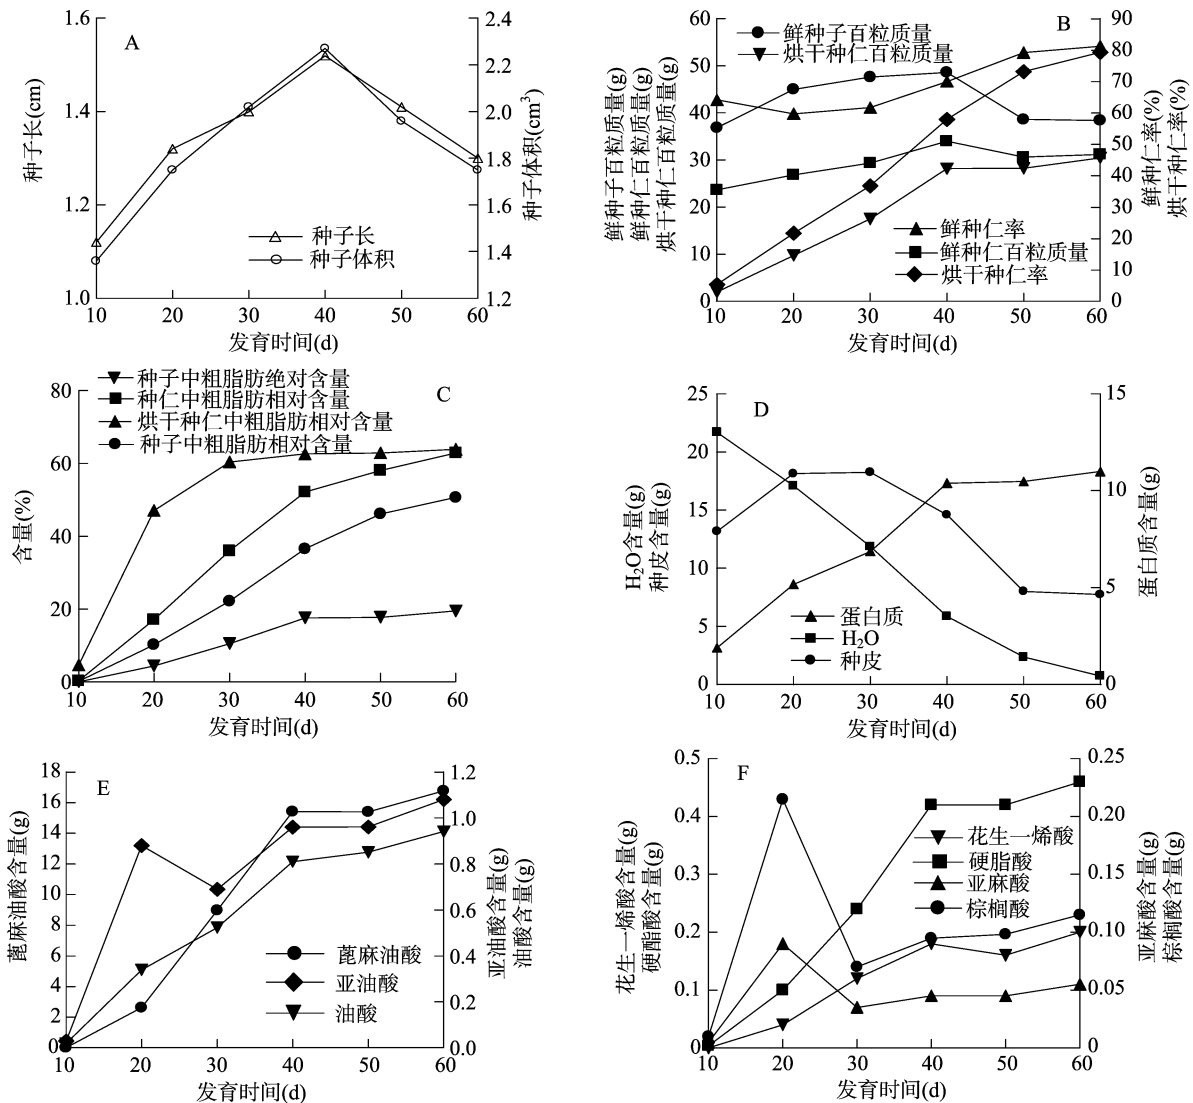 A
种子长(cm)
1.6
1.4
1.2
1.0
2.4
2.2
2.0
1.8
1.6
1.4
1.2
种子体积(cm³)
种子长
种子体积
10 20 30 40 50 60
发育时间(d)
B
鲜种子百粒质量(g)
鲜种仁百粒质量(g)
烘干种仁百粒质量(g)
60
50
40
30
20
10
0
90
80
70
60
50
40
30
20
10
0
鲜种仁率(%)
烘干种仁率(%)
鲜种子百粒质量
烘干种仁百粒质量
鲜种仁率
鲜种仁百粒质量
烘干种仁率
10 20 30 40 50 60
发育时间(d)
C
种子中粗脂肪绝对含量
种仁中粗脂肪相对含量
烘干种仁中粗脂肪相对含量
种子中粗脂肪相对含量
含量(%)
80
60
40
20
0
10 20 30 40 50 60
发育时间(d)
D
H₂O含量(g)
种皮含量(g)
25
20
15
10
5
0
15
10
5
0
蛋白质含量(g)
蛋白质
H₂O
种皮
10 20 30 40 50 60
发育时间(d)
E
蓖麻油酸含量(g)
18
16
14
12
10
8
6
4
2
0
1.2
1.0
0.8
0.6
0.4
0.2
0.0
亚油酸含量(g)
油酸含量(g)
蓖麻油酸
亚油酸
油酸
10 20 30 40 50 60
发育时间(d)
F
花生一烯酸含量(g)
硬酯酸含量(g)
0.5
0.4
0.3
0.2
0.1
0
0.25
0.20
0.15
0.10
0.05
0
亚麻酸含量(g)
棕榈酸含量(g)
花生一烯酸
硬脂酸
亚麻酸
棕榈酸
10 20 30 40 50 60
发育时间(d)